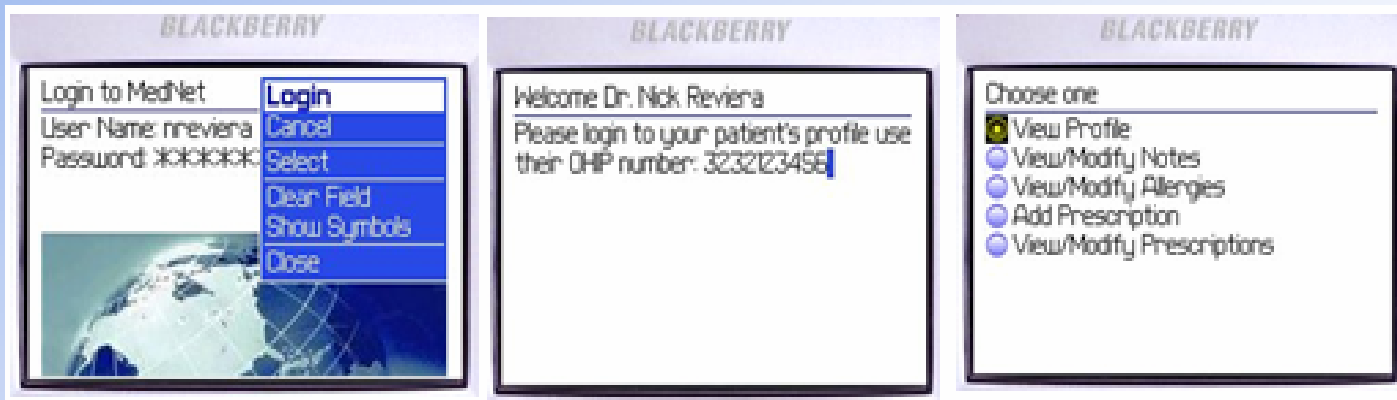 BLACKBERRY
Login to MedNet
User Name: nreviera
Password: ******
Login
Cancel
Select
Clear Field
Show Symbols
Close
BLACKBERRY
Welcome Dr. Nick Reviera
Please login to your patient's profile use
their OHIP number: 3232123456
BLACKBERRY
Choose one
View Profile
View/Modify Notes
View/Modify Allergies
Add Prescription
View/Modify Prescriptions